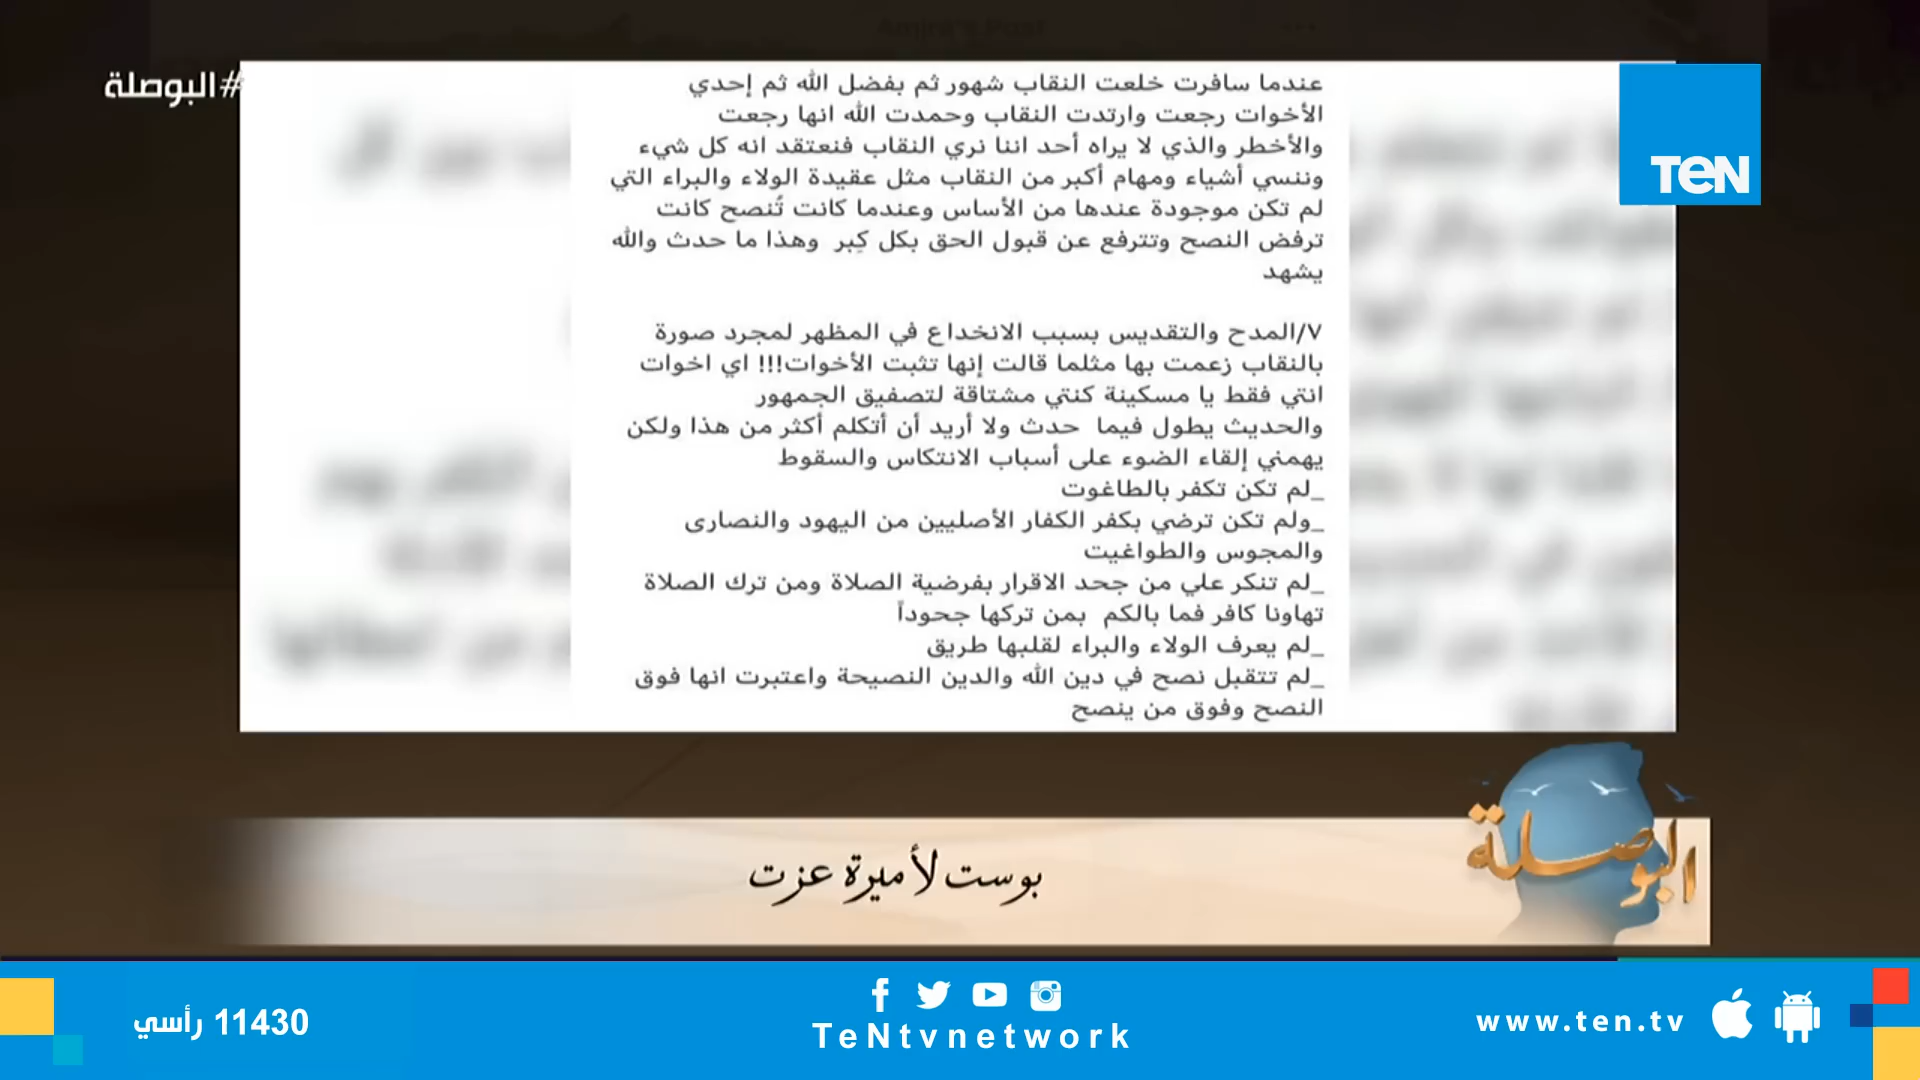 Amira's Post
#البوصلة
TeN
عندما سافرت خلعت النقاب شهور ثم بفضل الله ثم إحدي
الأخوات رجعت وارتدت النقاب وحمدت الله انها رجعت
والأخطر والذي لا يراه أحد اننا نري النقاب فنعتقد انه كل شيء
وننسي أشياء ومهام أكبر من النقاب مثل عقيدة الولاء والبراء التي
لم تكن موجودة عندها من الأساس وعندما كانت تُنصح كانت
ترفض النصح وتترفع عن قبول الحق بكل كِبر وهذا ما حدث والله
يشهد
٧/المدح والتقديس بسبب الانخداع في المظهر لمجرد صورة
بالنقاب زعمت بها مثلما قالت إنها تثبت الأخوات!!! اي اخوات
انتي فقط يا مسكينة كنتي مشتاقة لتصفيق الجمهور
والحديث يطول فيما حدث ولا أريد أن أتكلم أكثر من هذا ولكن
يهمني إلقاء الضوء على أسباب الانتكاس والسقوط
_لم تكن تكفر بالطاغوت
_ولم تكن ترضي بكفر الكفار الأصليين من اليهود والنصارى
والمجوس والطواغيت
_لم تنكر علي من جحد الاقرار بفرضية الصلاة ومن ترك الصلاة
تهاونا كافر فما بالكم بمن تركها جحوداً
_لم يعرف الولاء والبراء لقلبها طريق
_لم تتقبل نصح في دين الله والدين النصيحة واعتبرت انها فوق
النصح وفوق من ينصح
البوصلة
بوست لأميرة عزت
11430 رأسي
TeNtvnetwork
www.ten.tv